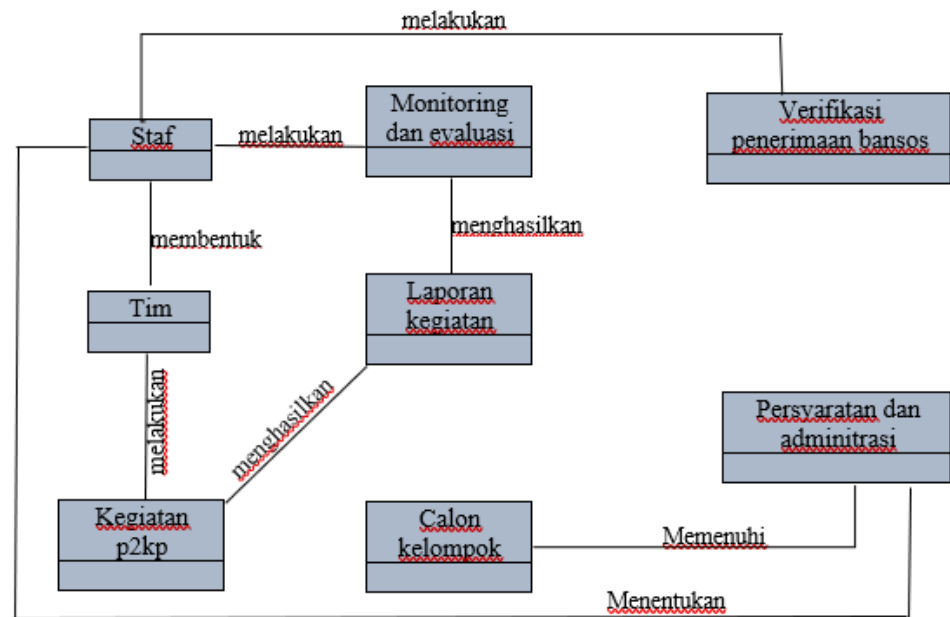 melakukan
Staf
melakukan
Monitoring
dan evaluasi
Verifikasi
penerimaan bansos
membentuk
menghasilkan
Tim
Laporan
kegiatan
melakukan
menghasilkan
Persyaratan dan
adminitrasi
Kegiatan
p2kp
Calon
kelompok
Memenuhi
Menentukan